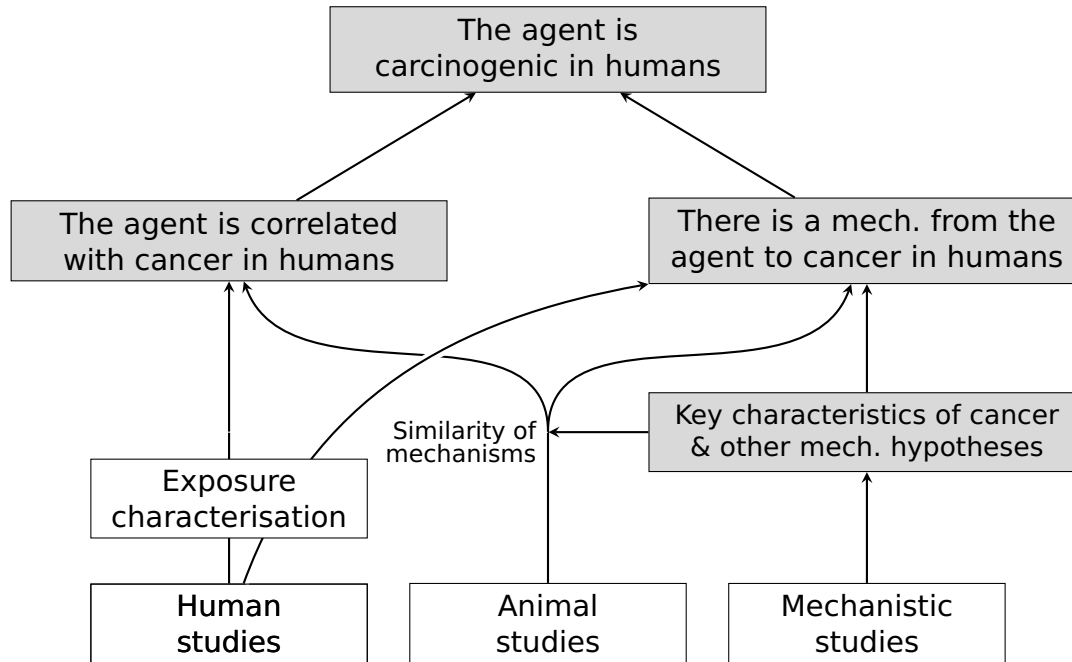 The agent is
carcinogenic in humans
The agent is correlated
with cancer in humans
There is a mech. from the
agent to cancer in humans
Similarity of
mechanisms
Key characteristics of cancer
& other mech. hypotheses
Exposure
characterisation
Human
studies
Animal
studies
Mechanistic
studies